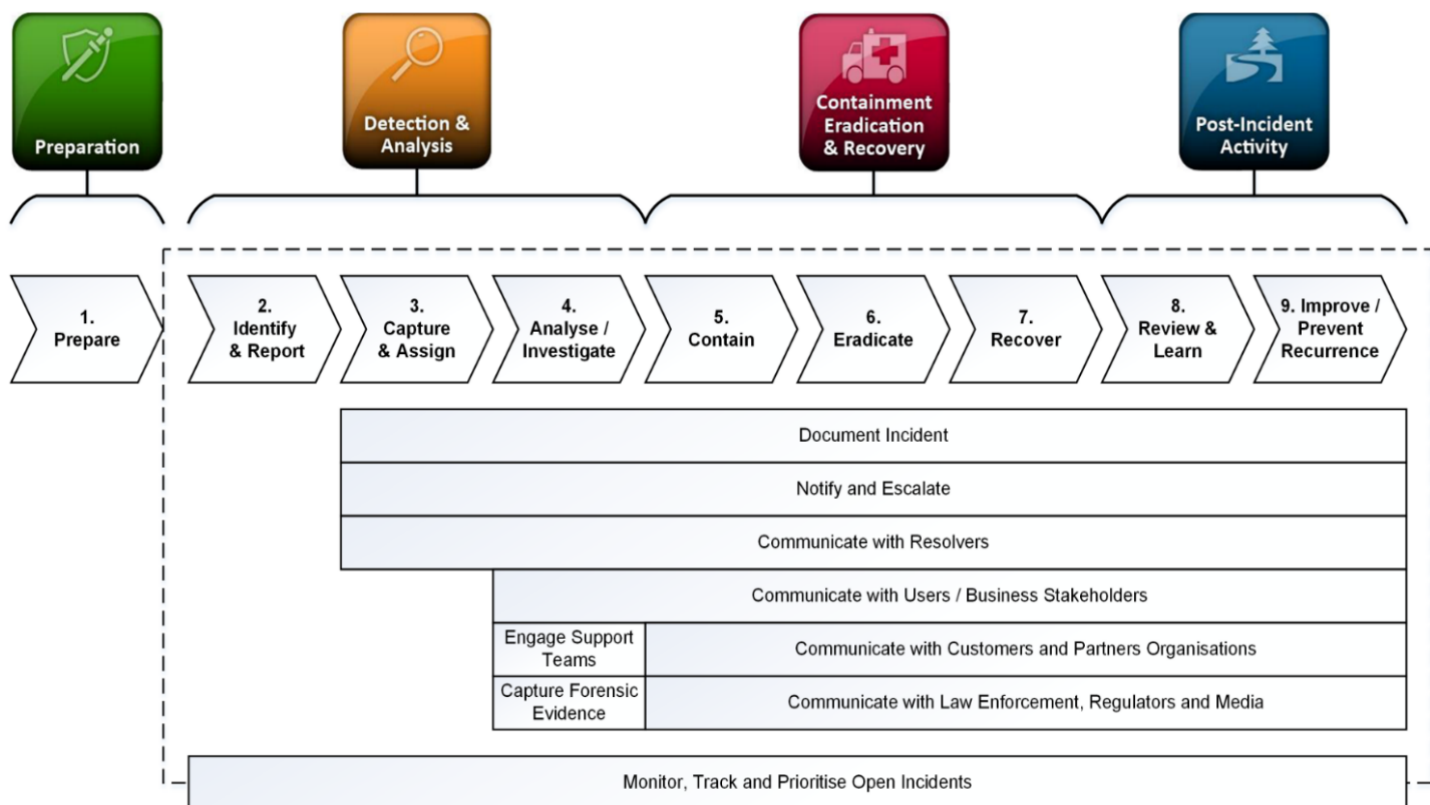 Preparation
Detection &
Analysis
Containment
Eradication
& Recovery
Post-Incident
Activity
1.
Prepare
2.
Identify
& Report
3.
Capture
& Assign
4.
Analyse /
Investigate
5.
Contain
6.
Eradicate
7.
Recover
8.
Review &
Learn
9. Improve /
Prevent
Recurrence
Document Incident
Notify and Escalate
Communicate with Resolvers
Communicate with Users / Business Stakeholders
Engage Support
Teams
Communicate with Customers and Partners Organisations
Capture Forensic
Evidence
Communicate with Law Enforcement, Regulators and Media
Monitor, Track and Prioritise Open Incidents